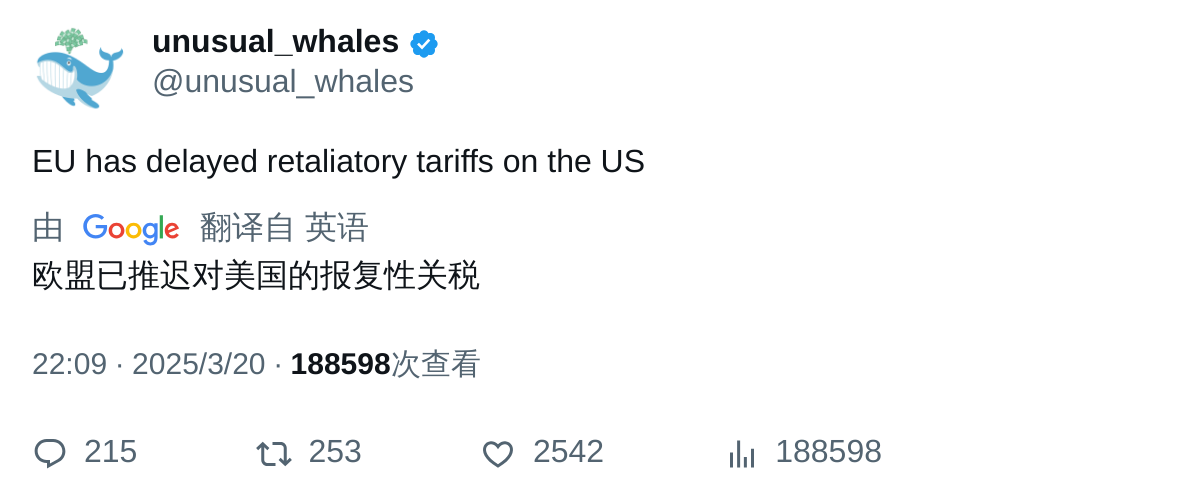 unusual_whales
@unusual_whales
EU has delayed retaliatory tariffs on the US
由 Google 翻译自 英语
欧盟已推迟对美国的报复性关税
22:09 · 2025/3/20 · 188598次查看
215 253 2542 188598